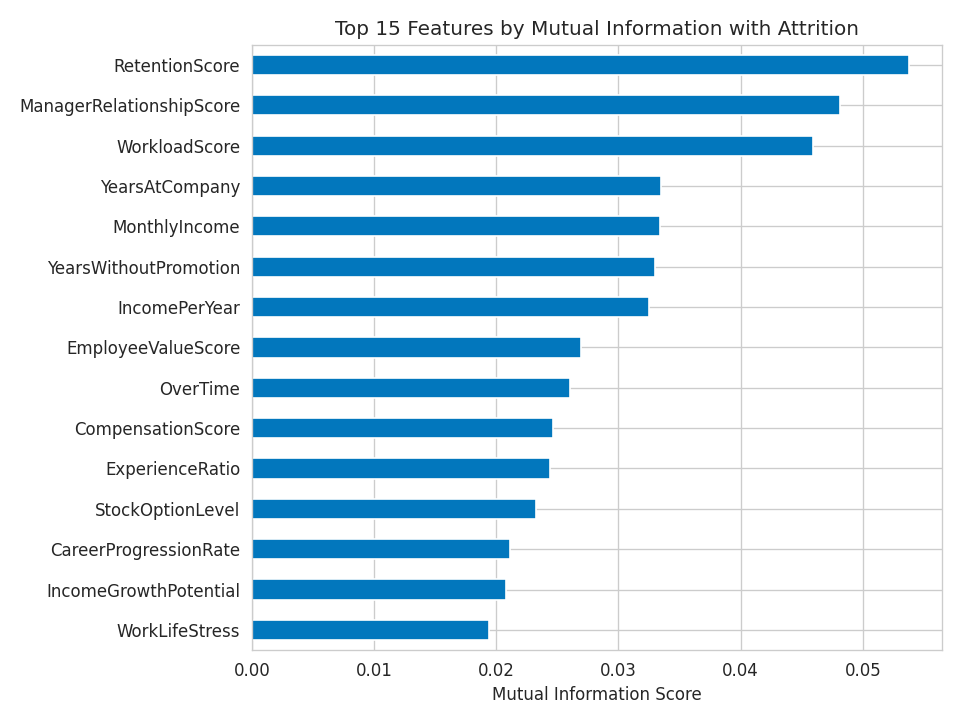 Top 15 Features by Mutual Information with Attrition
RetentionScore
ManagerRelationshipScore
WorkloadScore
YearsAtCompany
MonthlyIncome
YearsWithoutPromotion
IncomePerYear
EmployeeValueScore
OverTime
CompensationScore
ExperienceRatio
StockOptionLevel
CareerProgressionRate
IncomeGrowthPotential
WorkLifeStress
0.00 0.01 0.02 0.03 0.04 0.05
Mutual Information Score